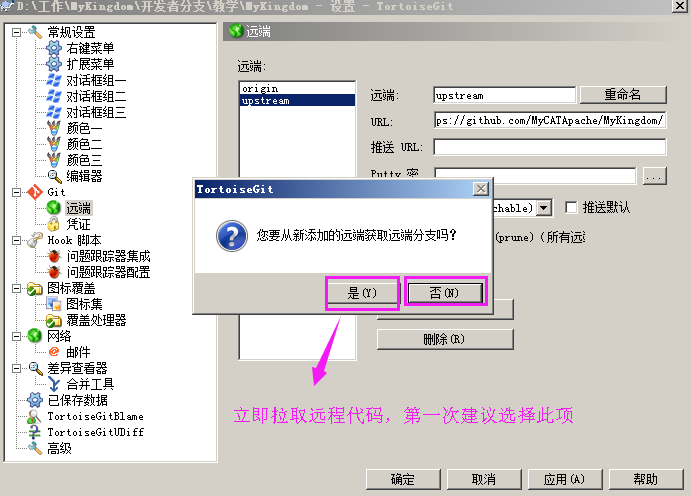 D:\工作\MyKingdom\开发者分支\教学\MyKingdom - 设置 - TortoiseGit
常规设置
右键菜单
扩展菜单
对话框组一
对话框组二
对话框组三
颜色一
颜色二
颜色三
编辑器
Git
远端
凭证
Hook 脚本
问题跟踪器集成
问题跟踪器配置
图标覆盖
图标集
覆盖处理器
网络
邮件
差异查看器
合并工具
已保存数据
TortoiseGitBlame
TortoiseGitUDiff
高级
远端
远端:
origin
upstream
远端:
upstream
重命名
URL:
ps://github.com/MyCATApache/MyKingdom/
推送 URL:
Putty 密
...
chable)
推送默认
(prune) (所有远
TortoiseGit
您要从新添加的远端获取远端分支吗?
是(Y)
否(N)
删除(R)
立即拉取远程代码，第一次建议选择此项
确定
取消
应用(A)
帮助